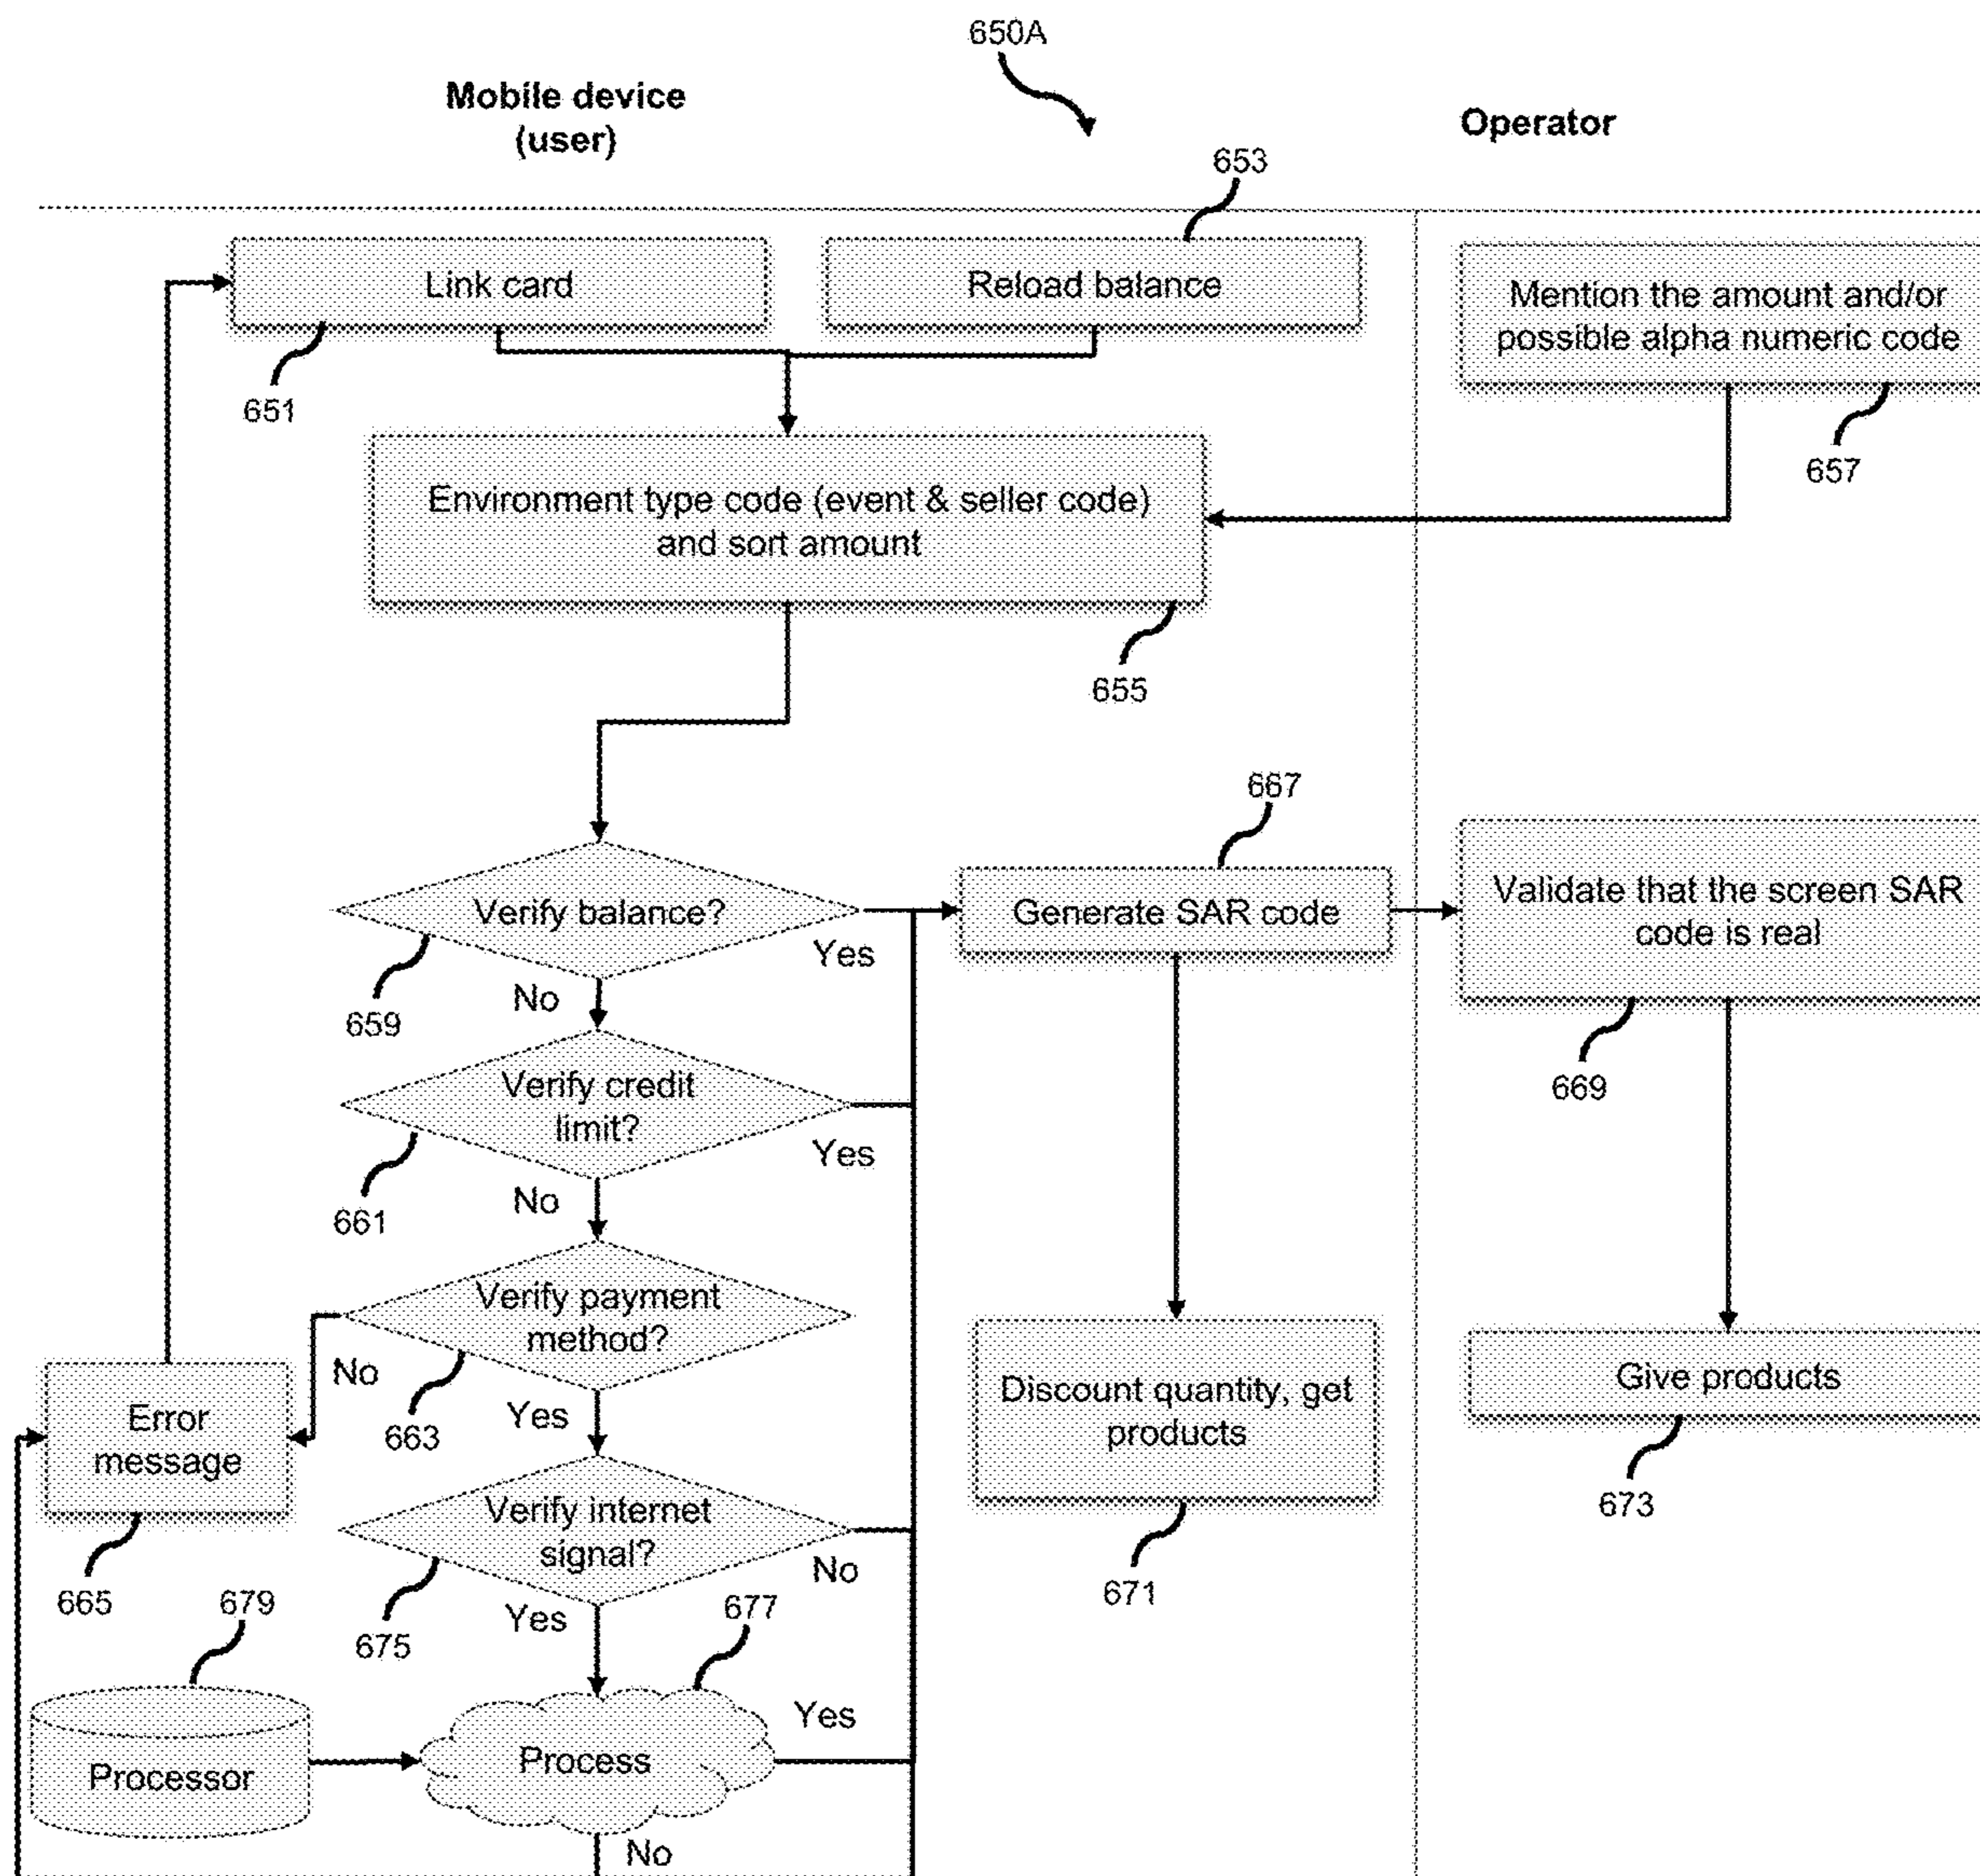 650A
Mobile device
(user)
Operator
653
Link card
Reload balance
Mention the amount and/or
possible alpha numeric code
651
657
Environment type code (event & seller code)
and sort amount
655
667
Verify balance?
Yes
Generate SAR code
Validate that the screen SAR
code is real
No
659
669
Verify credit
limit?
Yes
No
661
Verify payment
method?
No
Yes
663
Error
message
Discount quantity, get
products
Give products
673
Verify internet
signal?
No
Yes
665
679
675
677
671
Processor
Process
Yes
No